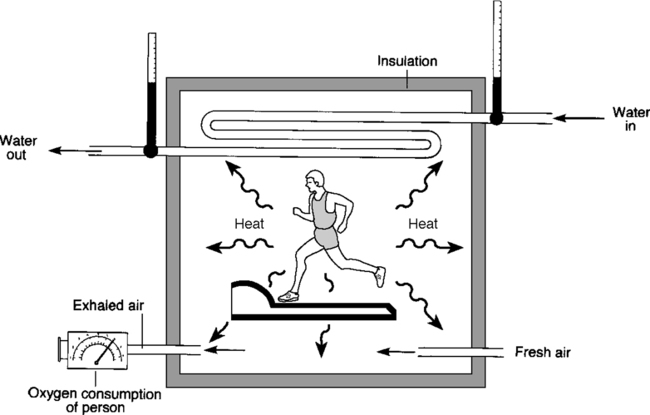 Insulation
Water
in
Water
out
Heat
Heat
Exhaled air
Fresh air
Oxygen consumption
of person